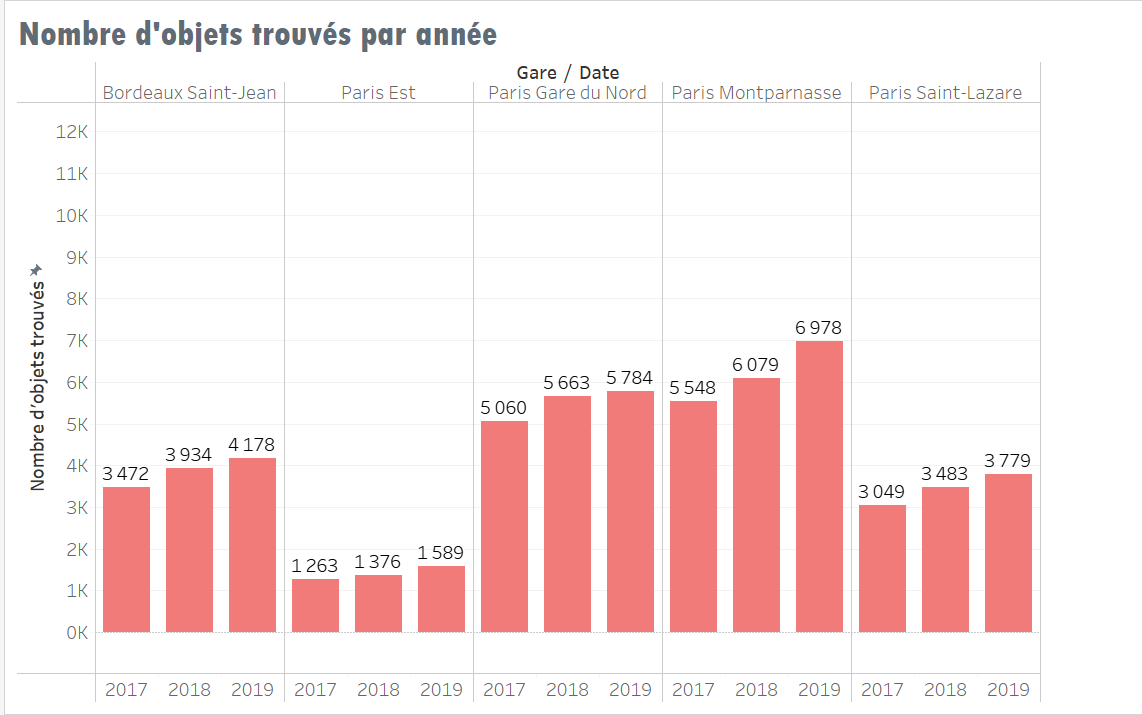 Nombre d'objets trouvés par année
Gare / Date
Bordeaux Saint-Jean Paris Est Paris Gare du Nord Paris Montparnasse Paris Saint-Lazare
Nombre d'objets trouvés
12K
11K
10K
9K
8K
7K
6K
5K
4K
3K
2K
1K
0K
3 472 3 934 4 178 1 263 1 376 1 589 5 060 5 663 5 784 5 548 6 079 6 978 3 049 3 483 3 779
2017 2018 2019 2017 2018 2019 2017 2018 2019 2017 2018 2019 2017 2018 2019